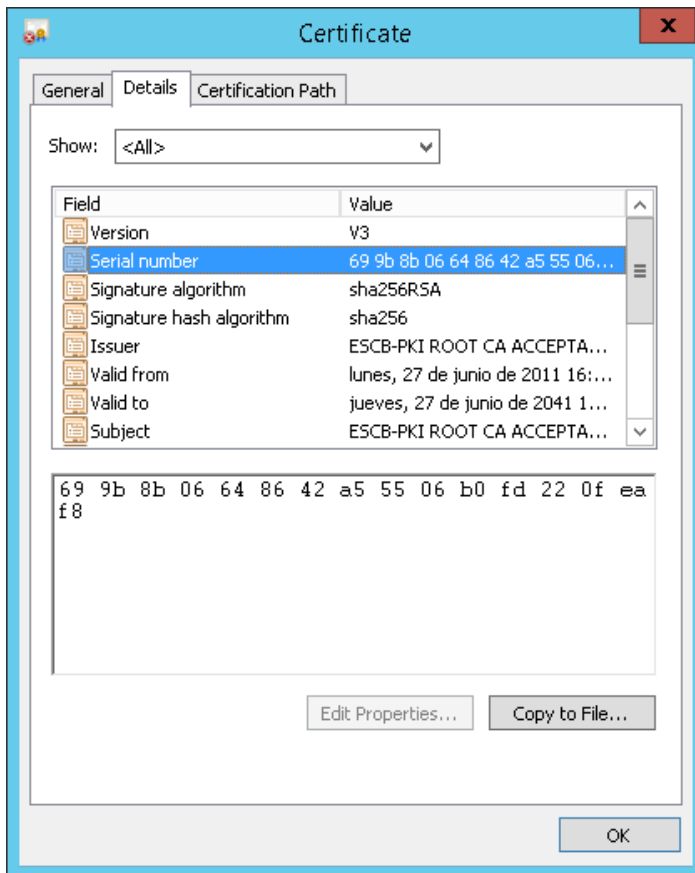 Certificate
x
General Details Certification Path
Show: <All>
Field Value
Version V3
Serial number 69 9b 8b 06 64 86 42 a5 55 06...
Signature algorithm sha256RSA
Signature hash algorithm sha256
Issuer ESCB-PKI ROOT CA ACCEPTA...
Valid from lunes, 27 de junio de 2011 16:...
Valid to jueves, 27 de junio de 2041 1...
Subject ESCB-PKI ROOT CA ACCEPTA...
69 9b 8b 06 64 86 42 a5 55 06 b0 fd 22 0f ea
f8
Edit Properties... Copy to File...
OK